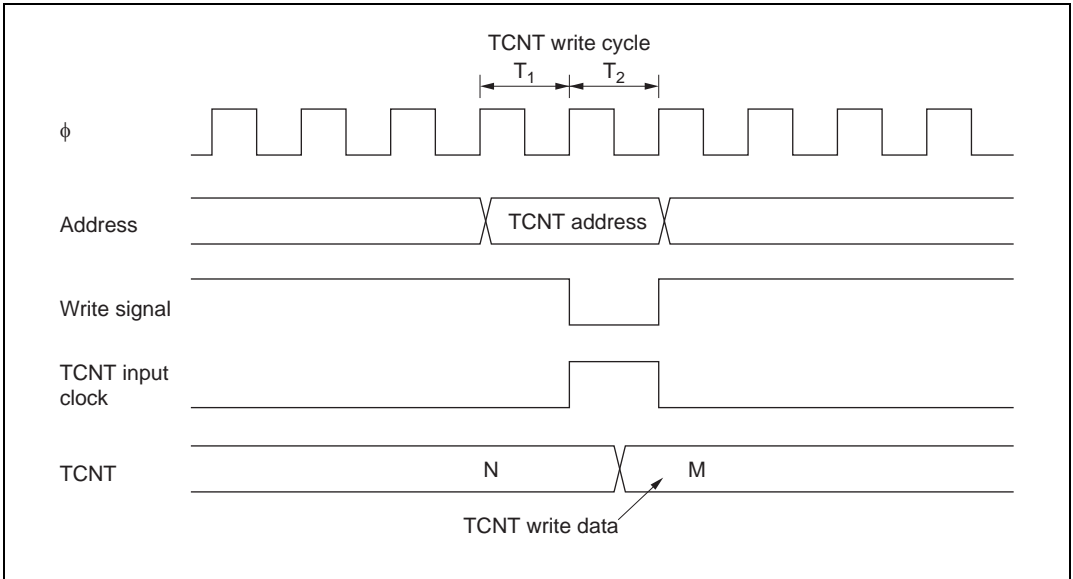 TCNT write cycle
T1 T2
ϕ
Address
TCNT address
Write signal
TCNT input
clock
TCNT
N
M
TCNT write data